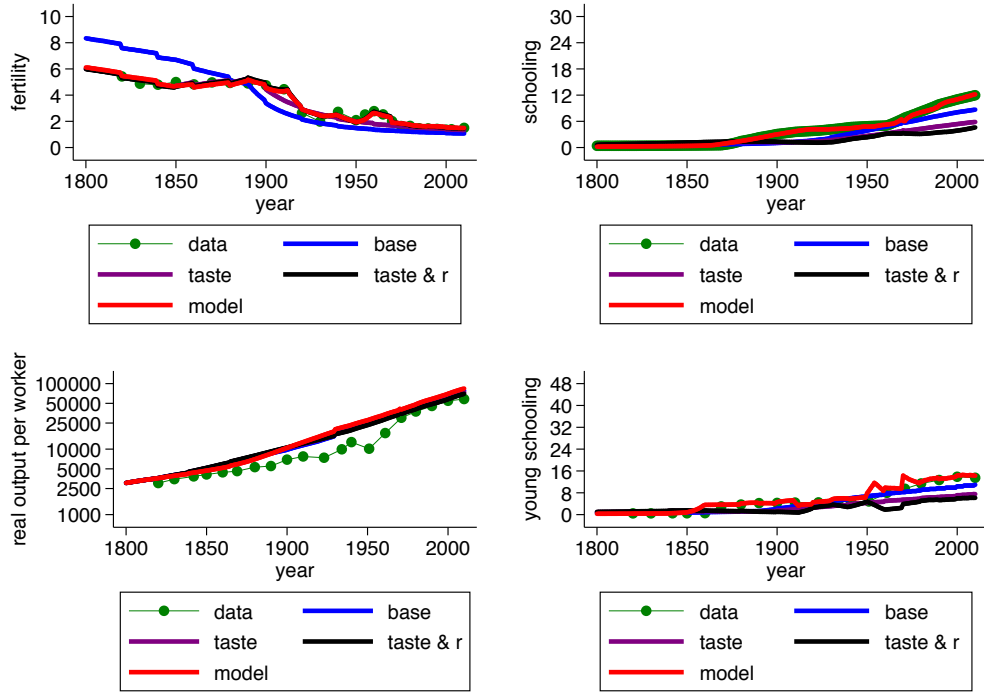 fertility
10
8
6
4
2
0
1800 1850 1900 1950 2000
year
data base
taste taste & r
model
schooling
30
24
18
12
6
0
1800 1850 1900 1950 2000
year
data base
taste taste & r
model
real output per worker
100000
50000
10000
5000
2500
1000
1800 1850 1900 1950 2000
year
data base
taste taste & r
model
young schooling
48
40
32
24
16
8
0
1800 1850 1900 1950 2000
year
data base
taste taste & r
model